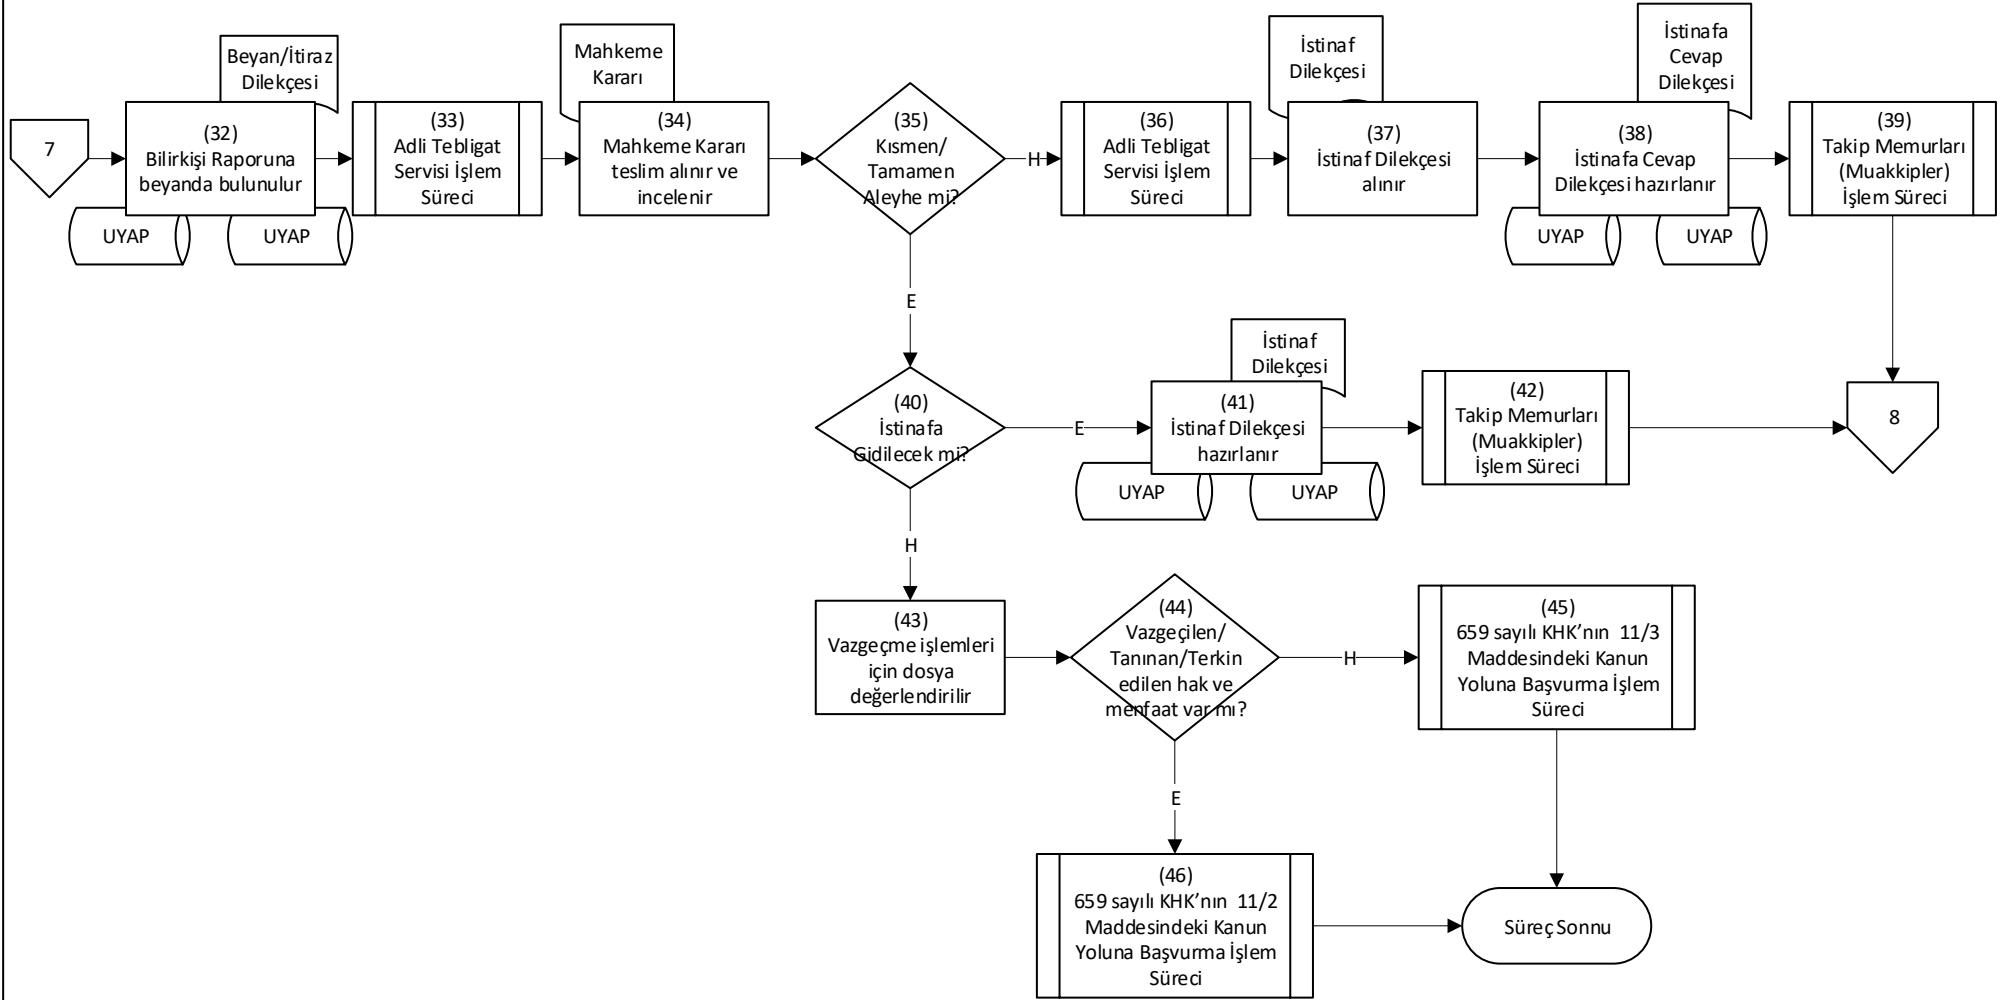 7
Beyan/İtiraz
Dilekçesi
(32)
Bilirkişi Raporuna
beyanda bulunulur
UYAP
UYAP
(33)
Adli Tebligat
Servisi İşlem
Süreci
Mahkeme
Kararı
(34)
Mahkeme Kararı
teslim alınır ve
incelenir
(35)
Kısmen/
Tamamen
Aleyhe mi?
H
(36)
Adli Tebligat
Servisi İşlem
Süreci
İstinaf
Dilekçesi
(37)
İstinaf Dilekçesi
alınır
İstinafa
Cevap
Dilekçesi
(38)
İstinafa Cevap
Dilekçesi hazırlanır
UYAP
UYAP
(39)
Takip Memurları
(Muakkipler)
İşlem Süreci
E
(40)
İstinafa
Gidilecek mi?
E
İstinaf
Dilekçesi
(41)
İstinaf Dilekçesi
hazırlanır
UYAP
UYAP
(42)
Takip Memurları
(Muakkipler)
İşlem Süreci
8
H
(43)
Vazgeçme işlemleri
için dosya
değerlendirilir
(44)
Vazgeçilen/
Tanınan/Terkin
edilen hak ve
menfaat var mı?
H
(45)
659 sayılı KHK’nın 11/3
Maddesindeki Kanun
Yoluna Başvurma İşlem
Süreci
E
(46)
659 sayılı KHK’nın 11/2
Maddesindeki Kanun
Yoluna Başvurma İşlem
Süreci
Süreç Sonnu